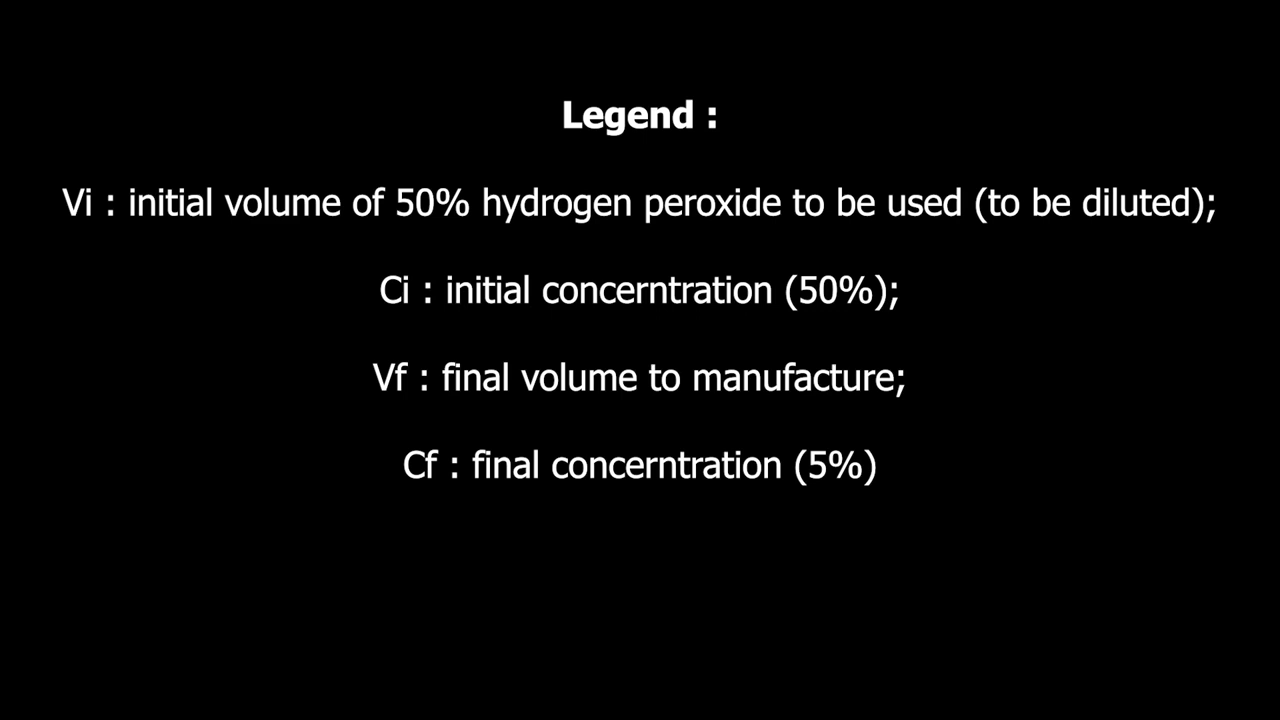 Legend :
Vi : initial volume of 50% hydrogen peroxide to be used (to be diluted);
Ci : initial concerntration (50%);
Vf : final volume to manufacture;
Cf : final concerntration (5%)